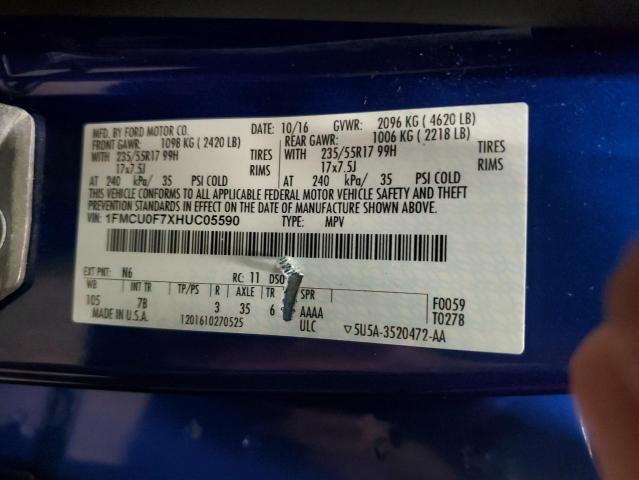 MFD. BY FORD MOTOR CO. DATE: 10/16 GVWR: 2096 KG ( 4620 LB)
FRONT GAWR: 1098 KG ( 2420 LB) REAR GAWR: 1006 KG ( 2218 LB)
WITH 235/55R17 99H TIRES WITH 235/55R17 99H TIRES
17x7.5J RIMS 17x7.5J RIMS
AT 240 kPa/ 35 PSI COLD AT 240 kPa/ 35 PSI COLD
THIS VEHICLE CONFORMS TO ALL APPLICABLE FEDERAL MOTOR VEHICLE SAFETY AND THEFT
PREVENTION STANDARDS IN EFFECT ON THE DATE OF MANUFACTURE SHOWN ABOVE.
VIN: 1FMCU0F7XHUC05590 TYPE: MPV
EXT PNT: N6 RC: 11 DSO
WB INT TR TP/PS R AXLE TR SPR F0059
105 7B 3 35 6 AAAA T0278
MADE IN U.S.A. 1201610270525 ULC 5U5A-3520472-AA